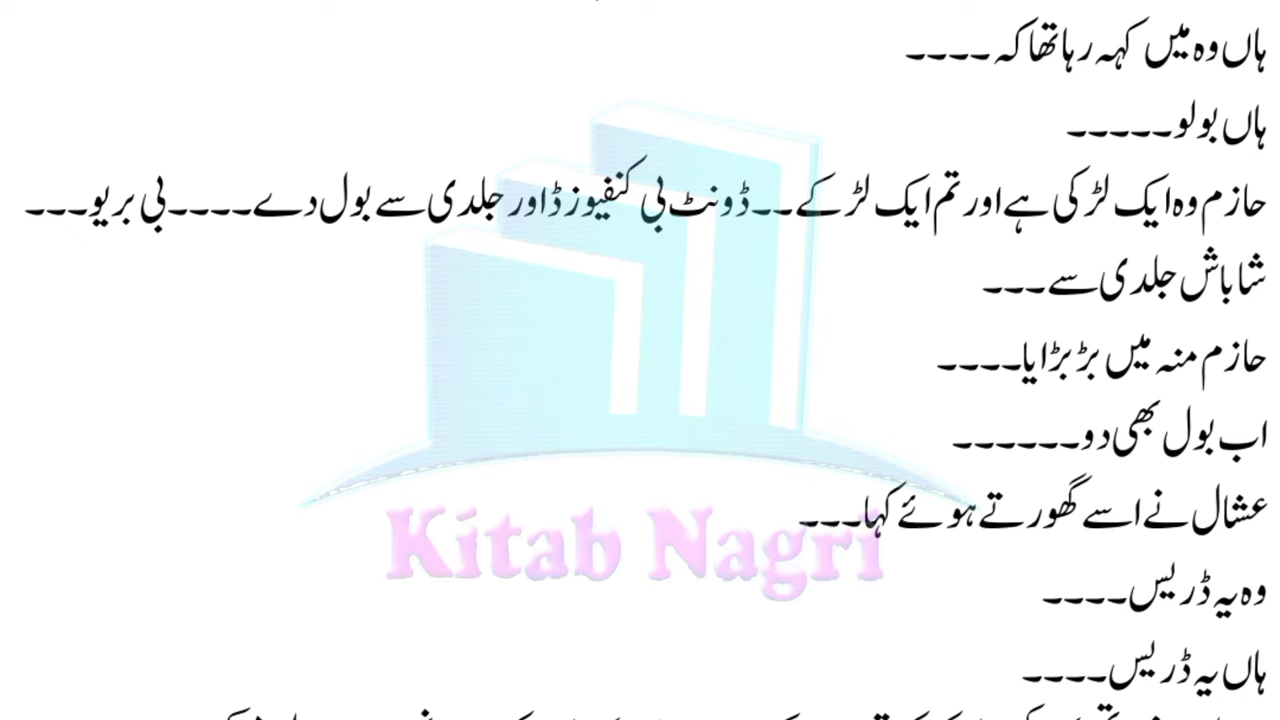 ہاں وہ میں کہہ رہا تھا کہ ۔۔۔۔
ہاں بولو۔۔۔۔۔
حازم وہ ایک لڑکی ہے اور تم ایک لڑکے ۔۔۔ڈونٹ بی کنفیوزڈ اور جلدی سے بول دے۔۔۔۔بی بریو۔۔۔
شاباش جلدی سے ۔۔۔
حازم منہ میں بڑبڑایا۔۔۔۔
اب بول بھی دو۔۔۔۔۔۔
عشال نے اسے گھورتے ہوئے کہا۔۔۔
Kitab Nagri
وہ یہ ڈریس۔۔۔۔
ہاں یہ ڈریس۔۔۔۔